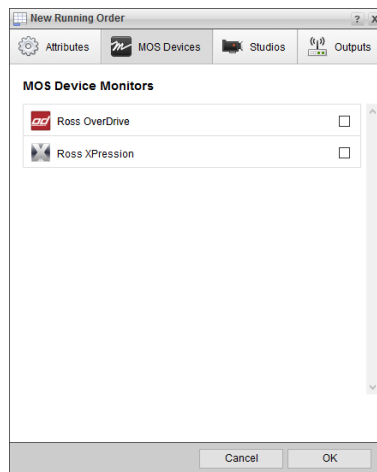 New Running Order ? X
Attributes MOS Devices Studios Outputs
MOS Device Monitors
Ross OverDrive
Ross XPression
Cancel OK